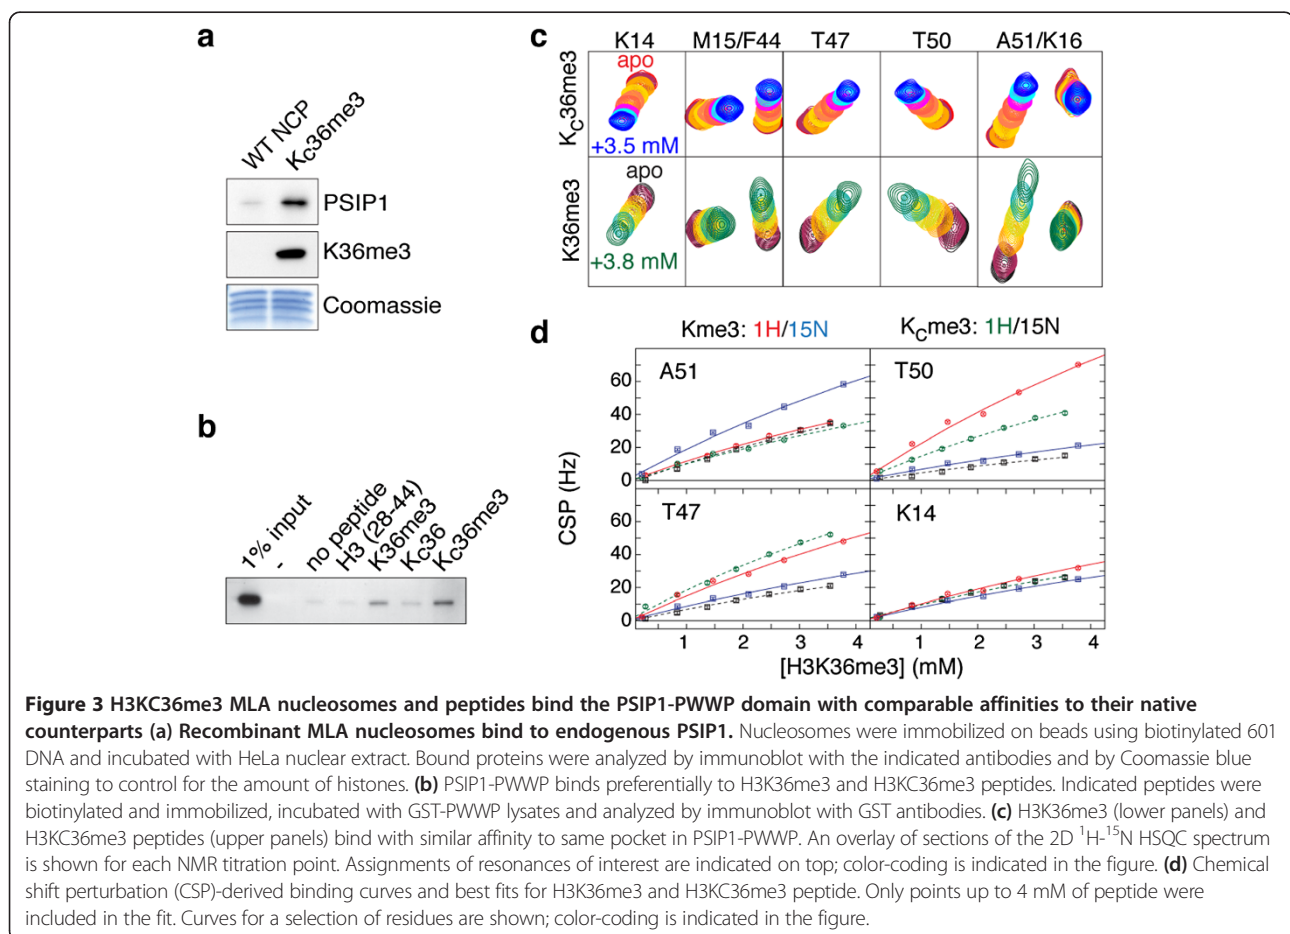 a
WT NCP
KC36me3
PSIP1
K36me3
Coomassie
b
1% input
-
no peptide
H3 (28-44)
K36me3
KC36
KC36me3
c
K14
M15/F44
T47
T50
A51/K16
KC36me3
apo
+3.5 mM
K36me3
apo
+3.8 mM
d
Kme3: 1H/15N
KCme3: 1H/15N
CSP (Hz)
A51
60
40
20
0
T50
T47
60
40
20
0
K14
1 2 3 4
1 2 3 4
[H3K36me3] (mM)
Figure 3 H3KC36me3 MLA nucleosomes and peptides bind the PSIP1-PWWP domain with comparable affinities to their native
counterparts (a) Recombinant MLA nucleosomes bind to endogenous PSIP1. Nucleosomes were immobilized on beads using biotinylated 601
DNA and incubated with HeLa nuclear extract. Bound proteins were analyzed by immunoblot with the indicated antibodies and by Coomassie blue
staining to control for the amount of histones. (b) PSIP1-PWWP binds preferentially to H3K36me3 and H3KC36me3 peptides. Indicated peptides were
biotinylated and immobilized, incubated with GST-PWWP lysates and analyzed by immunoblot with GST antibodies. (c) H3K36me3 (lower panels) and
H3KC36me3 peptides (upper panels) bind with similar affinity to same pocket in PSIP1-PWWP. An overlay of sections of the 2D ¹H-¹⁵N HSQC spectrum
is shown for each NMR titration point. Assignments of resonances of interest are indicated on top; color-coding is indicated in the figure. (d) Chemical
shift perturbation (CSP)-derived binding curves and best fits for H3K36me3 and H3KC36me3 peptide. Only points up to 4 mM of peptide were
included in the fit. Curves for a selection of residues are shown; color-coding is indicated in the figure.